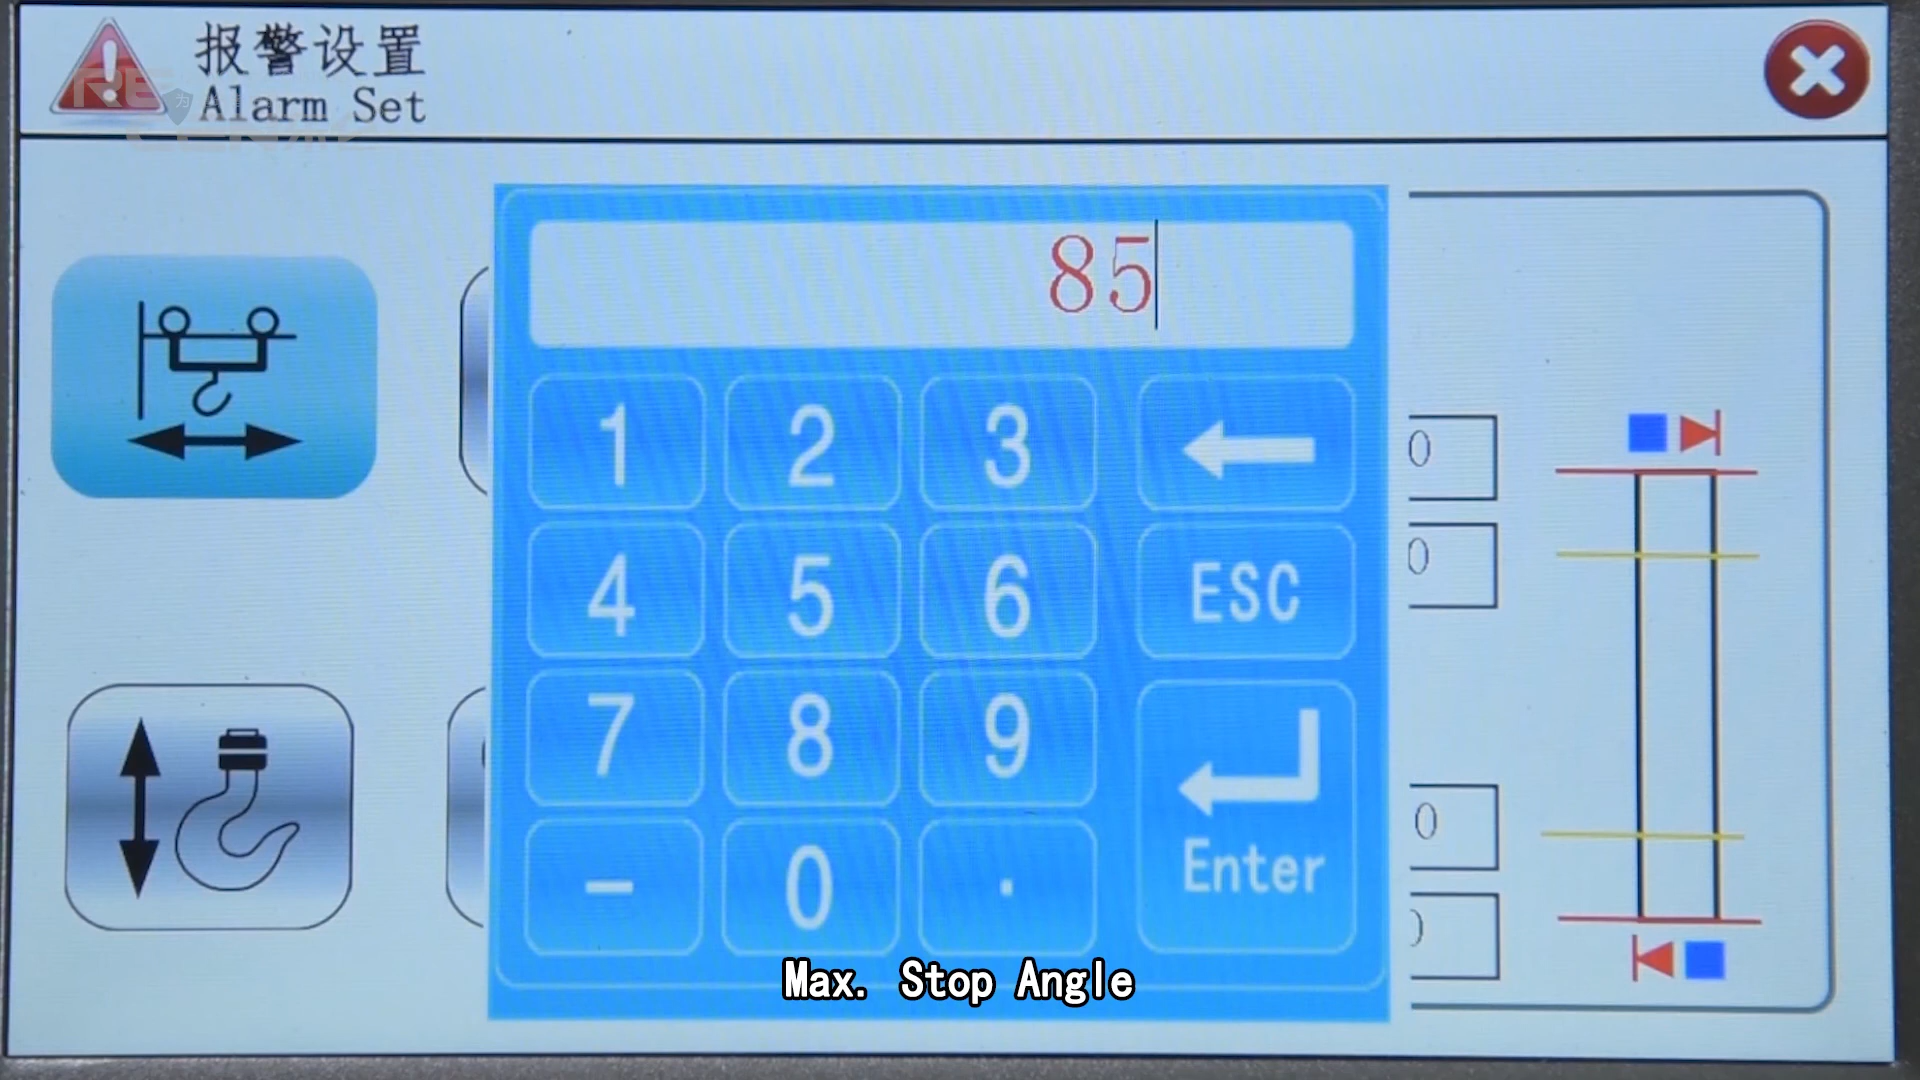 报警设置
Alarm Set
85
1 2 3
4 5 6 ESC
7 8 9
- 0 . Enter
0
0
0
Max. Stop Angle